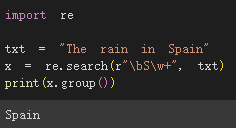 import re
txt = "The rain in Spain"
x = re.search(r"\bS\w+", txt)
print(x.group())
Spain